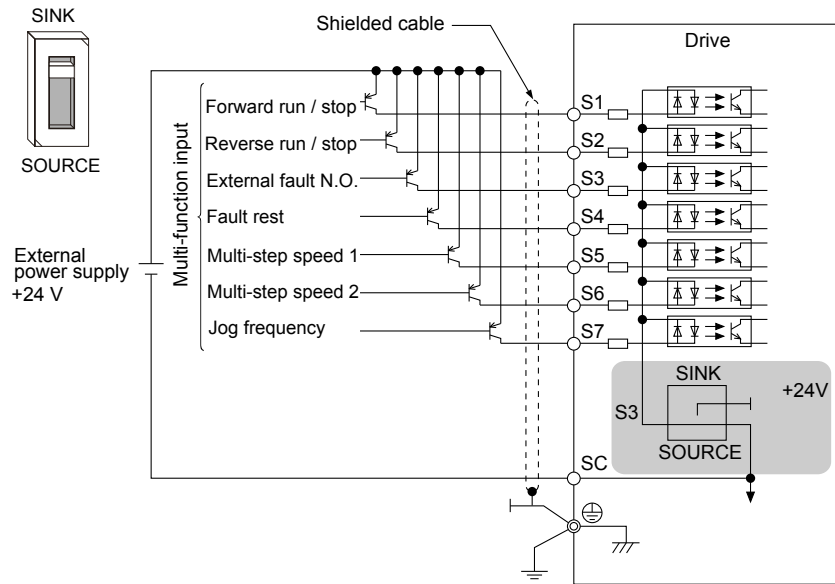 SINK
SOURCE
Shielded cable
Drive
Multi-function input
Forward run / stop
Reverse run / stop
External fault N.O.
Fault rest
Multi-step speed 1
Multi-step speed 2
Jog frequency
External
power supply
+24 V
S1
S2
S3
S4
S5
S6
S7
SINK
+24V
S3
SOURCE
SC